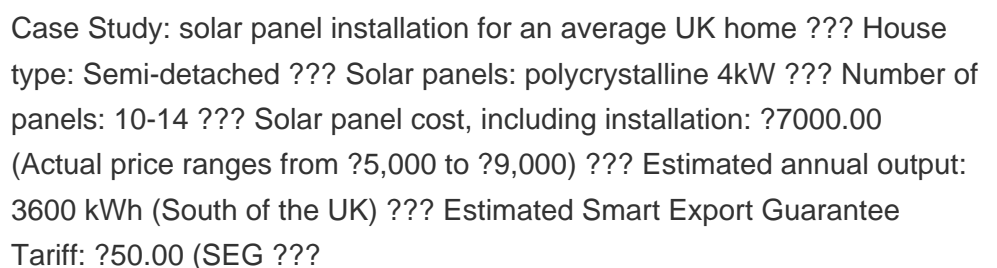 Case Study: solar panel installation for an average UK home ??? House
type: Semi-detached ??? Solar panels: polycrystalline 4kW ??? Number of
panels: 10-14 ??? Solar panel cost, including installation: ?7000.00
(Actual price ranges from ?5,000 to ?9,000) ??? Estimated annual output:
3600 kWh (South of the UK) ??? Estimated Smart Export Guarantee
Tariff: ?50.00 (SEG ???